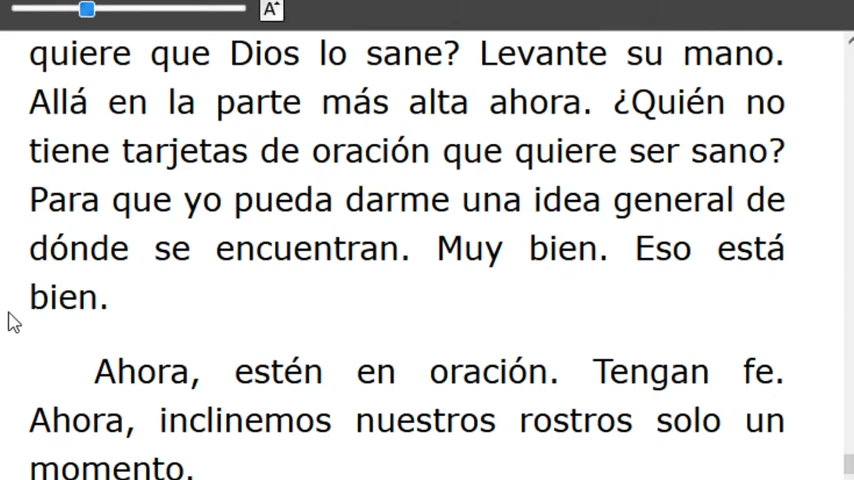 A
quiere que Dios lo sane? Levante su mano.
Allá en la parte más alta ahora. ¿Quién no
tiene tarjetas de oración que quiere ser sano?
Para que yo pueda darme una idea general de
dónde se encuentran. Muy bien. Eso está
bien.
Ahora, estén en oración. Tengan fe.
Ahora, inclinemos nuestros rostros solo un
momento.